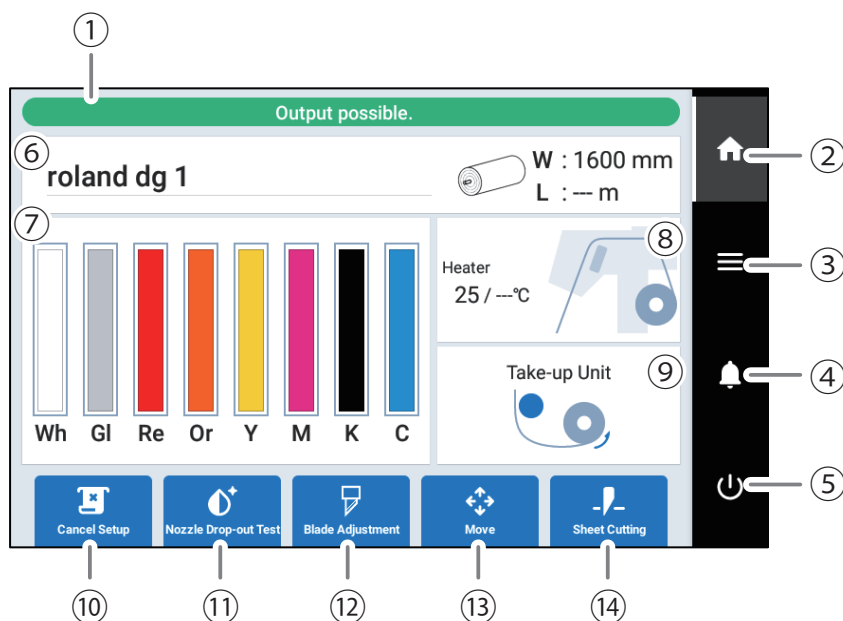 ①
Output possible.
②
⑥
roland dg 1
W : 1600 mm
L : --- m
⑦
⑧
③
Heater
25 / ---℃
⑨
Take-up Unit
④
Wh Gl Re Or Y M K C
⑤
Cancel Setup
Nozzle Drop-out Test
Blade Adjustment
Move
Sheet Cutting
⑩ ⑪ ⑫ ⑬ ⑭